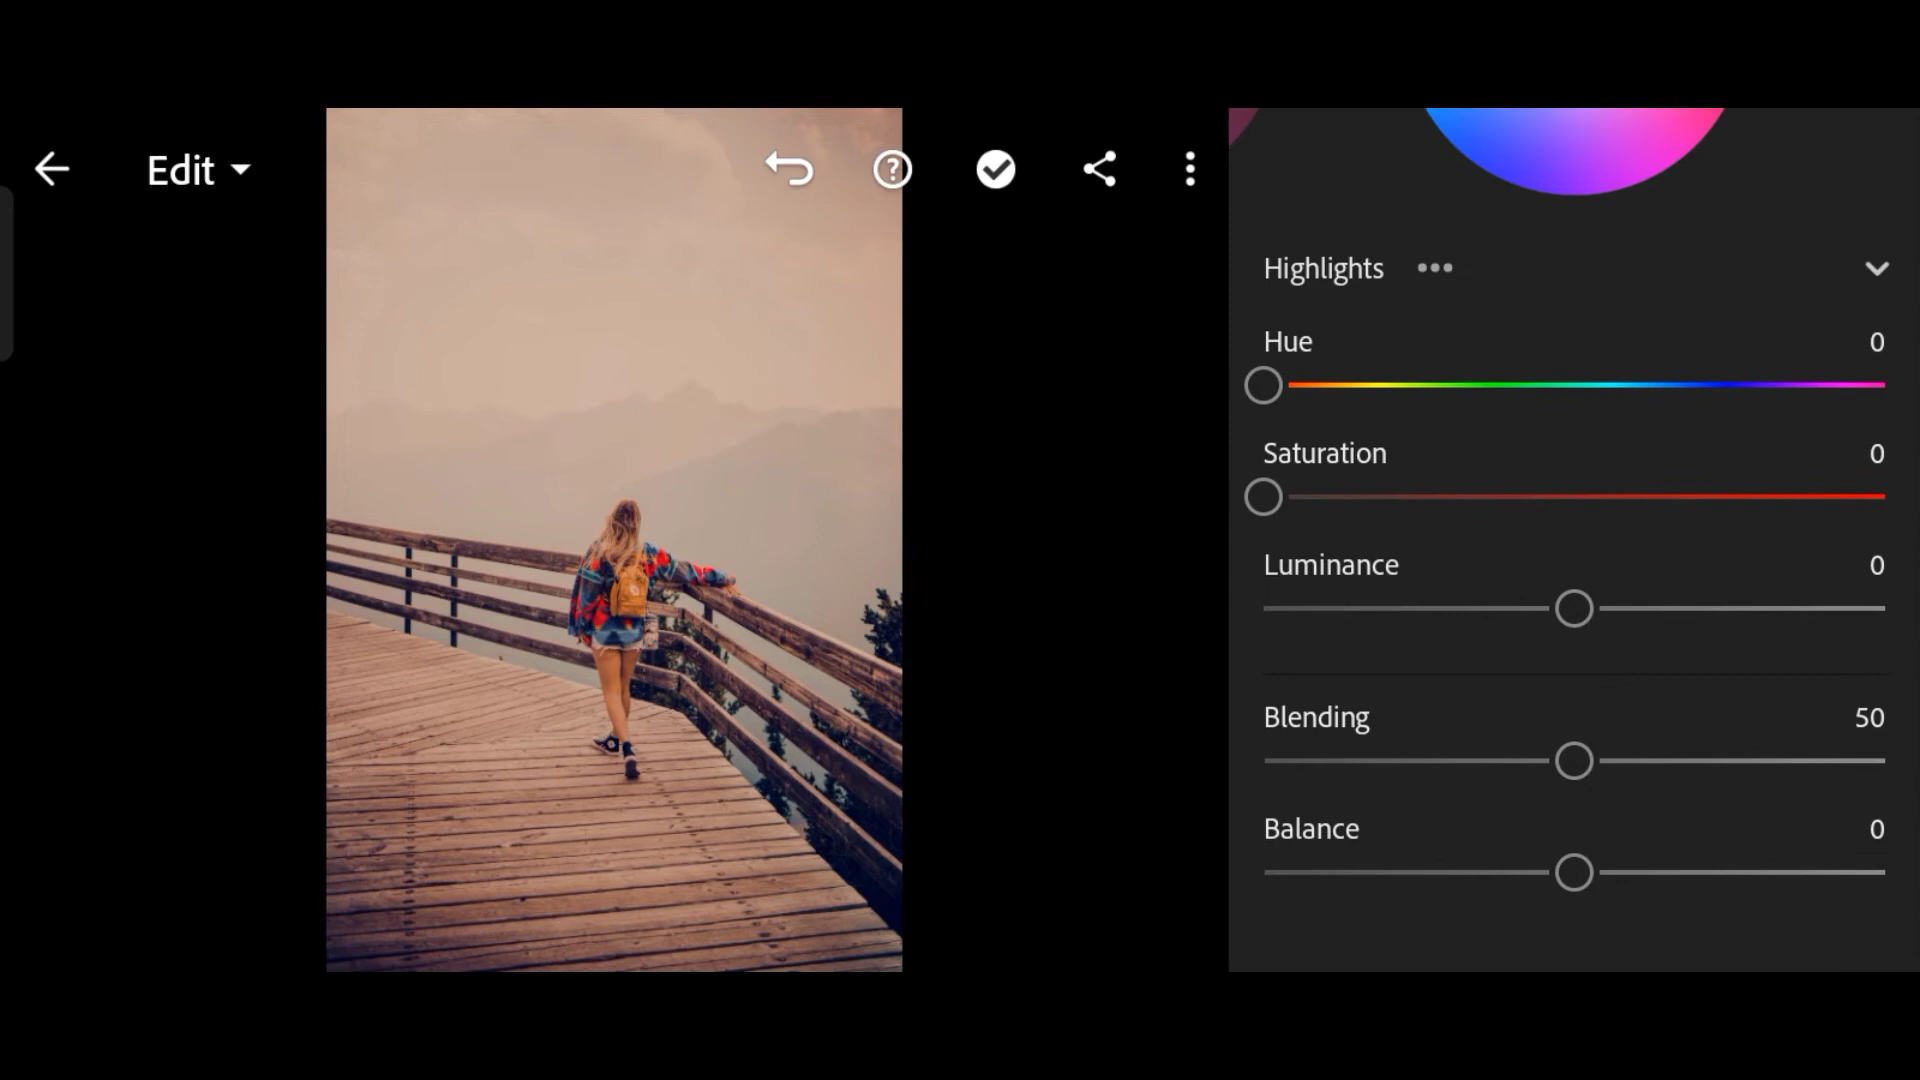 Edit
Highlights
Hue 0
Saturation 0
Luminance 0
Blending 50
Balance 0